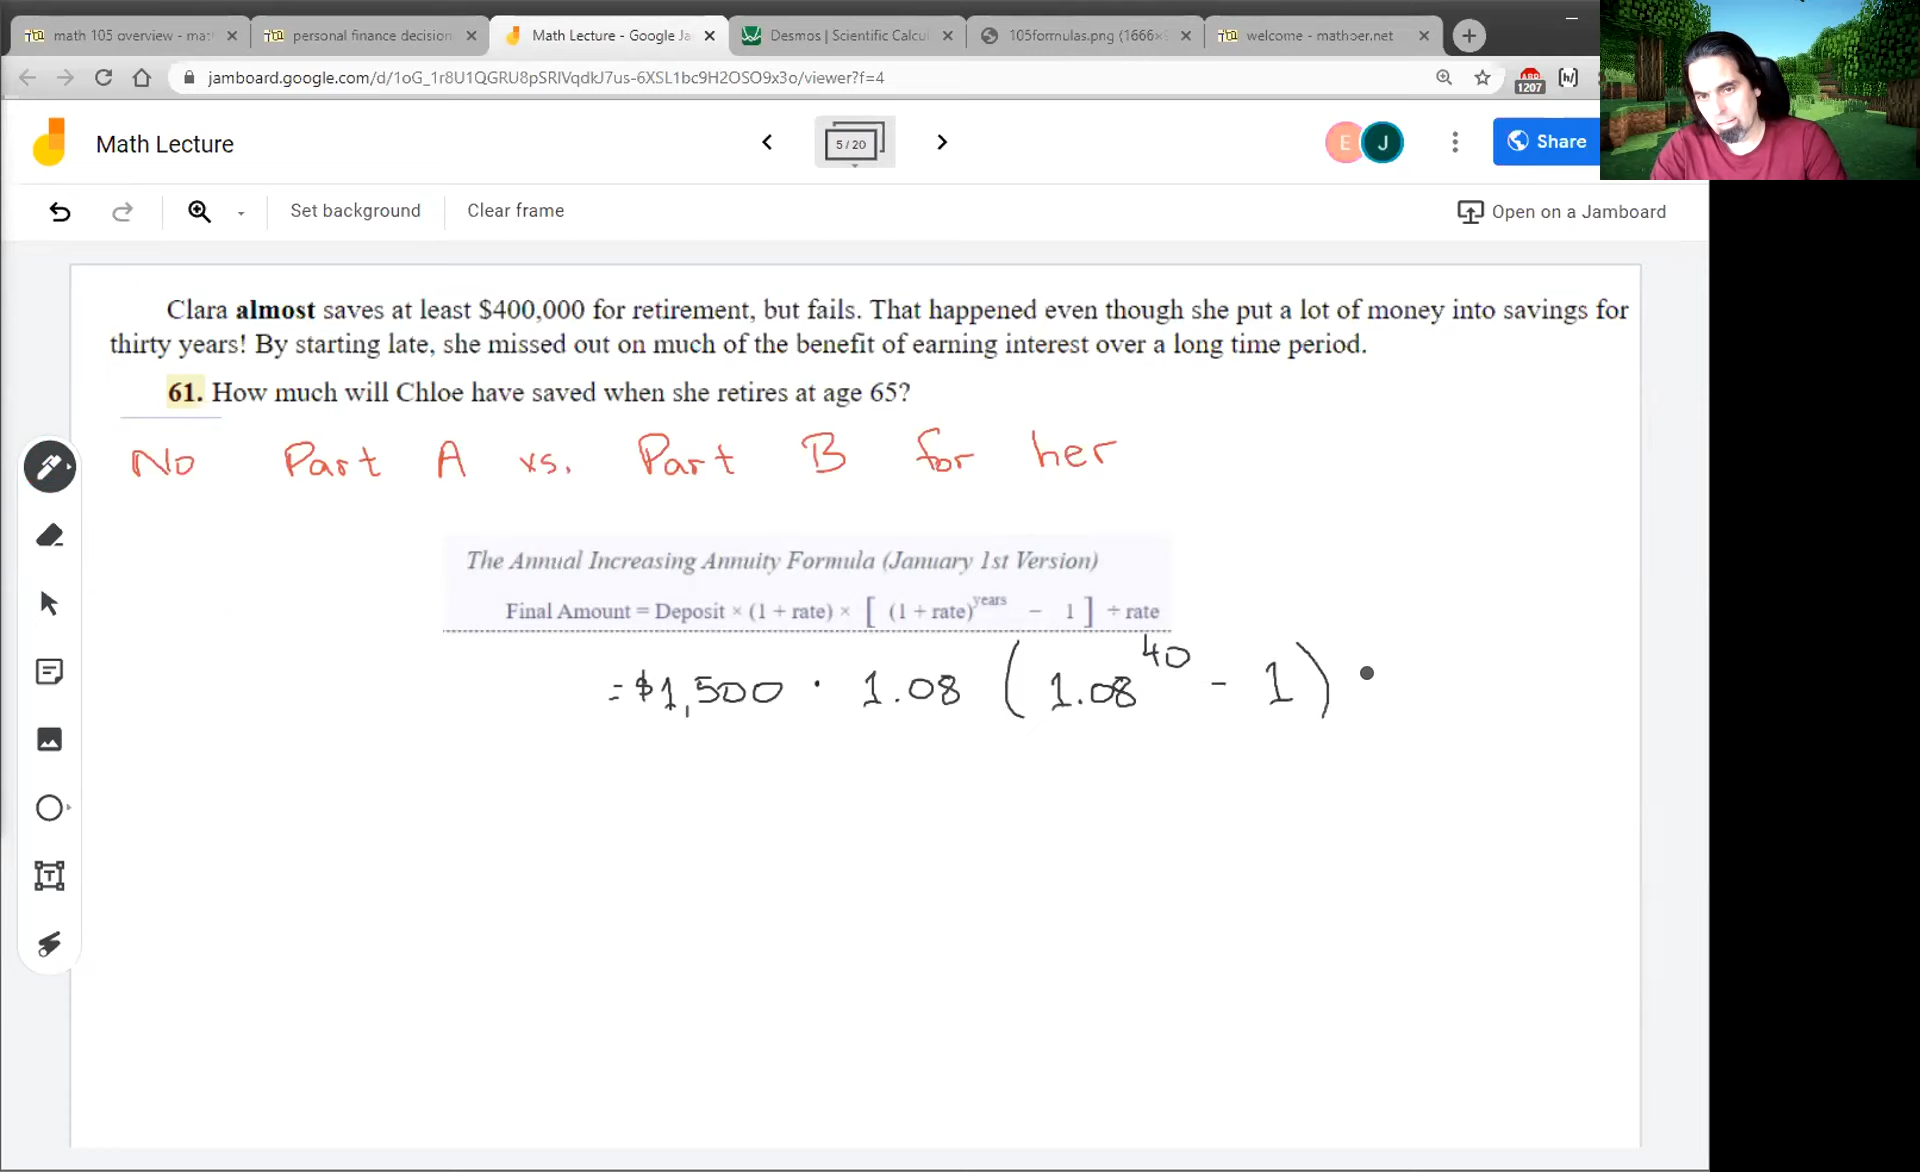 math 105 overview - mat
personal finance decision
Math Lecture - Google Ja
Desmos | Scientific Calcul
105formulas.png (1666×
welcome - mathoer.net
jamboard.google.com/d/1oG_1r8U1QGRU8pSRlVqdkJ7us-6XSL1bc9H2OSO9x3o/viewer?f=4
ABP
1207
Math Lecture
5 / 20
E
J
Share
Set background
Clear frame
Open on a Jamboard
Clara almost saves at least $400,000 for retirement, but fails. That happened even though she put a lot of money into savings for
thirty years! By starting late, she missed out on much of the benefit of earning interest over a long time period.
61. How much will Chloe have saved when she retires at age 65?
No Part A vs. Part B for her
The Annual Increasing Annuity Formula (January 1st Version)
Final Amount = Deposit × (1 + rate) × [ (1 + rate)^years − 1 ] ÷ rate
= $1,500 · 1.08 ( 1.08^40 - 1 )